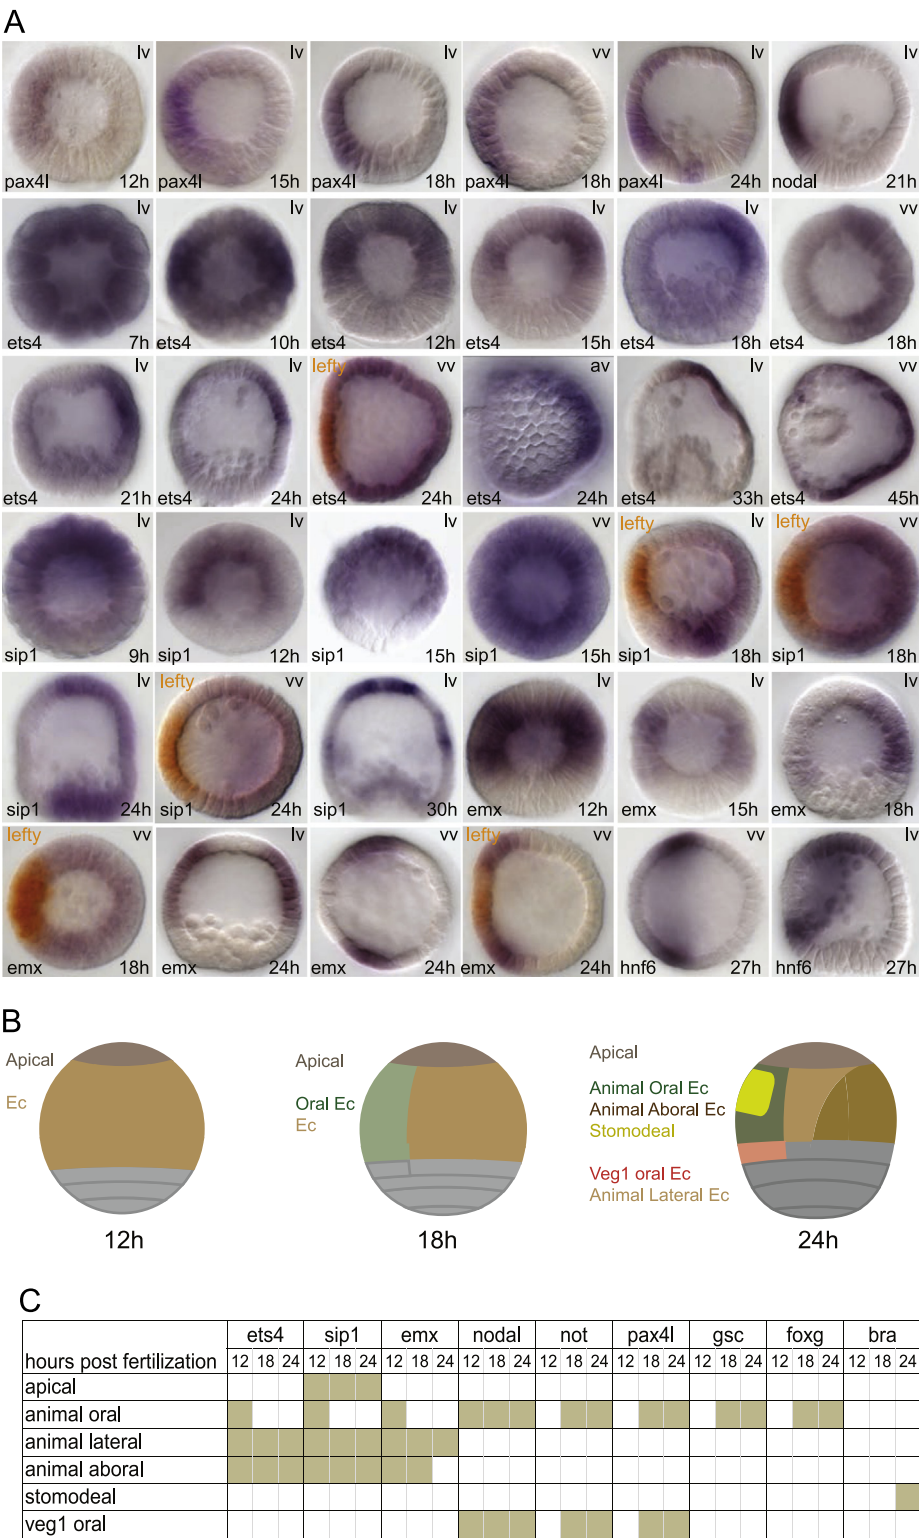 A
lv lv lv vv lv lv
pax4l 12h pax4l 15h pax4l 18h pax4l 18h pax4l 24h nodal 21h
lv lv lv lv lv vv
ets4 7h ets4 10h ets4 12h ets4 15h ets4 18h ets4 18h
lv lv lefty vv av lv vv
ets4 21h ets4 24h ets4 24h ets4 24h ets4 33h ets4 45h
lv lv lv vv lefty lv lefty vv
sip1 9h sip1 12h sip1 15h sip1 15h sip1 18h sip1 18h
lv lefty vv lv lv lv lv
sip1 24h sip1 24h sip1 30h emx 12h emx 15h emx 18h
lefty vv lv vv lefty vv vv lv
emx 18h emx 24h emx 24h emx 24h hnf6 27h hnf6 27h
B
Apical
Ec
12h
Apical
Oral Ec
Ec
18h
Apical
Animal Oral Ec
Animal Aboral Ec
Stomodeal
Veg1 oral Ec
Animal Lateral Ec
24h
C
ets4 sip1 emx nodal not pax4l gsc foxg bra
hours post fertilization 12 18 24 12 18 24 12 18 24 12 18 24 12 18 24 12 18 24 12 18 24 12 18 24 12 18 24
apical
animal oral
animal lateral
animal aboral
stomodeal
veg1 oral